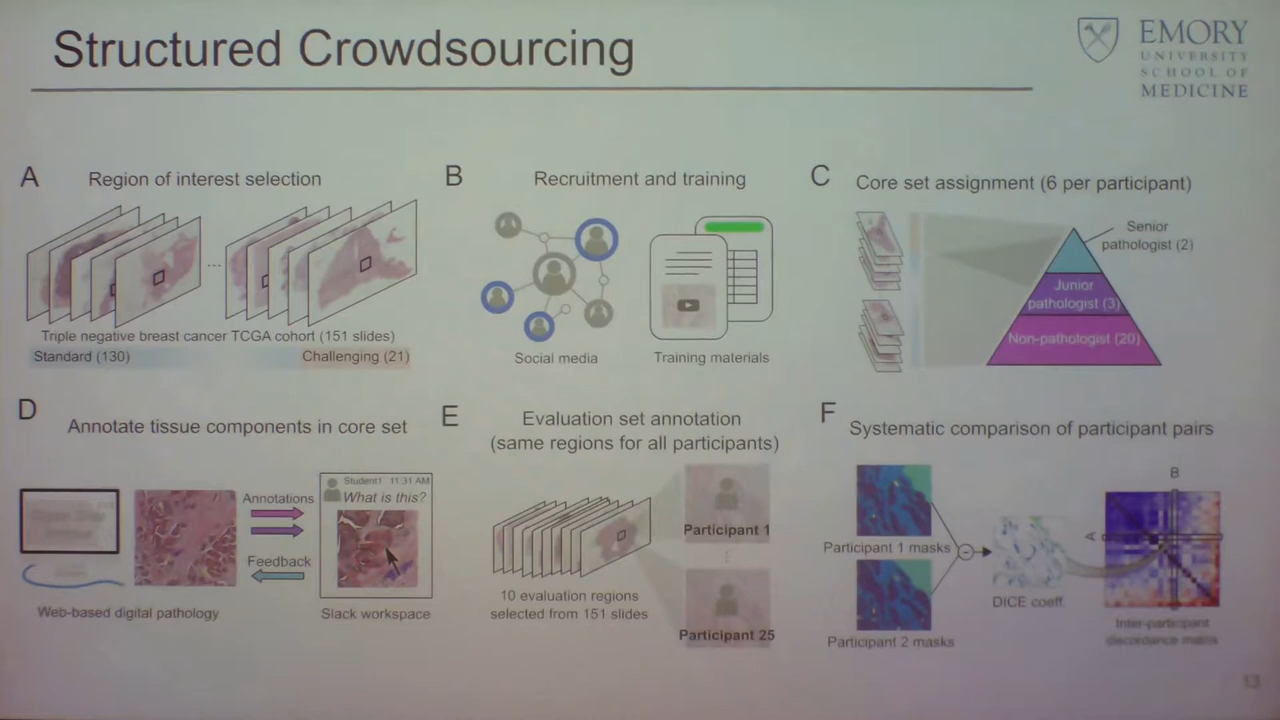 Structured Crowdsourcing
EMORY
UNIVERSITY
SCHOOL OF
MEDICINE
A Region of interest selection
Triple negative breast cancer TCGA cohort (151 slides)
Standard (130)
Challenging (21)
B Recruitment and training
Social media
Training materials
C Core set assignment (6 per participant)
Senior
pathologist (2)
Junior
pathologist (3)
Non-pathologist (20)
D Annotate tissue components in core set
Annotations
Feedback
Student1 11:31 AM
What is this?
Web-based digital pathology
Slack workspace
E Evaluation set annotation
(same regions for all participants)
Participant 1
Participant 25
10 evaluation regions
selected from 151 slides
F Systematic comparison of participant pairs
Participant 1 masks
Participant 2 masks
DICE coeff.
B
A
Inter-participant
discordance matrix
13